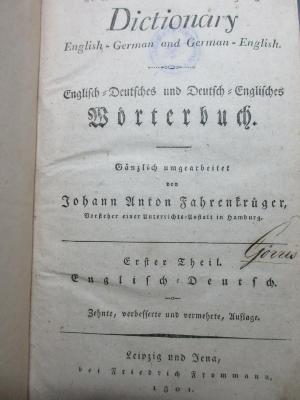 Dictionary
English-German and German-English.
Englisch-Deutsches und Deutsch-Englisches
Wörterbuch.
Gänzlich umgearbeitet
von
Johann Anton Fahrenkrüger,
Vorsteher einer Unterrichts-Anstalt in Hamburg.
Görres
Erster Theil.
Englisch-Deutsch.
Zehnte, verbesserte und vermehrte, Auflage.
Leipzig und Jena,
bei Friedrich Frommann,
1801.